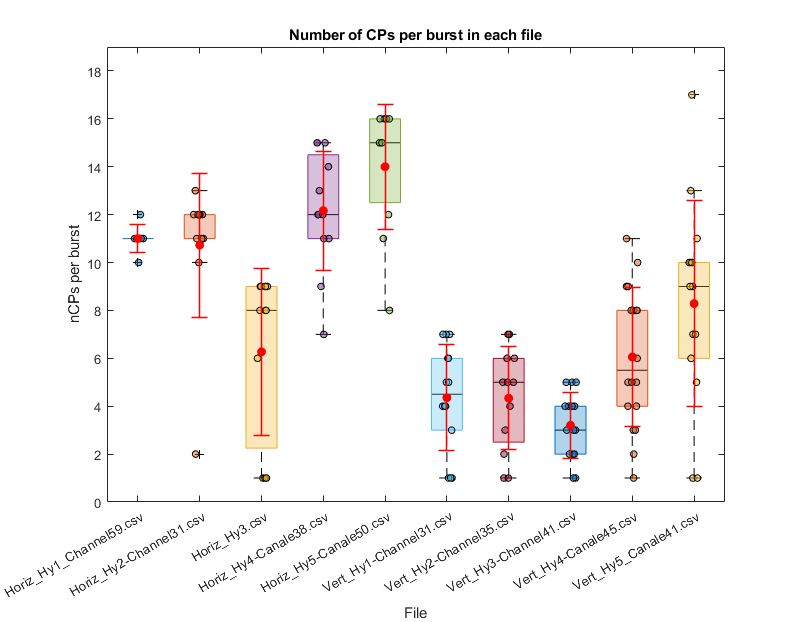 Number of CPs per burst in each file
nCPs per burst
18
16
14
12
10
8
6
4
2
0
Horiz_Hy1_Channel59.csv
Horiz_Hy2-Channel31.csv
Horiz_Hy3.csv
Horiz_Hy4-Canale38.csv
Horiz_Hy5-Canale50.csv
Vert_Hy1-Channel31.csv
Vert_Hy2-Channel35.csv
Vert_Hy3-Channel41.csv
Vert_Hy4-Canale45.csv
Vert_Hy5_Canale41.csv
File